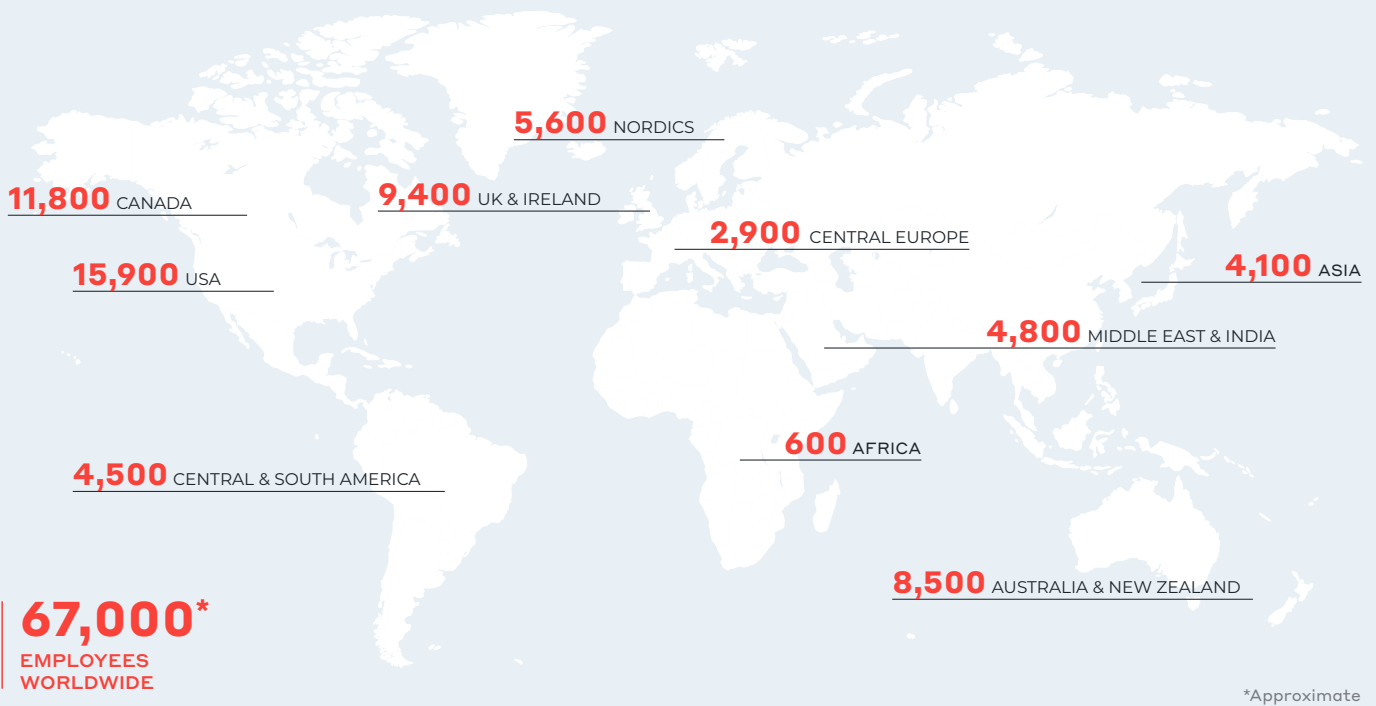 5,600 NORDICS
11,800 CANADA
9,400 UK & IRELAND
2,900 CENTRAL EUROPE
15,900 USA
4,100 ASIA
4,800 MIDDLE EAST & INDIA
600 AFRICA
4,500 CENTRAL & SOUTH AMERICA
8,500 AUSTRALIA & NEW ZEALAND
67,000*
EMPLOYEES
WORLDWIDE
*Approximate